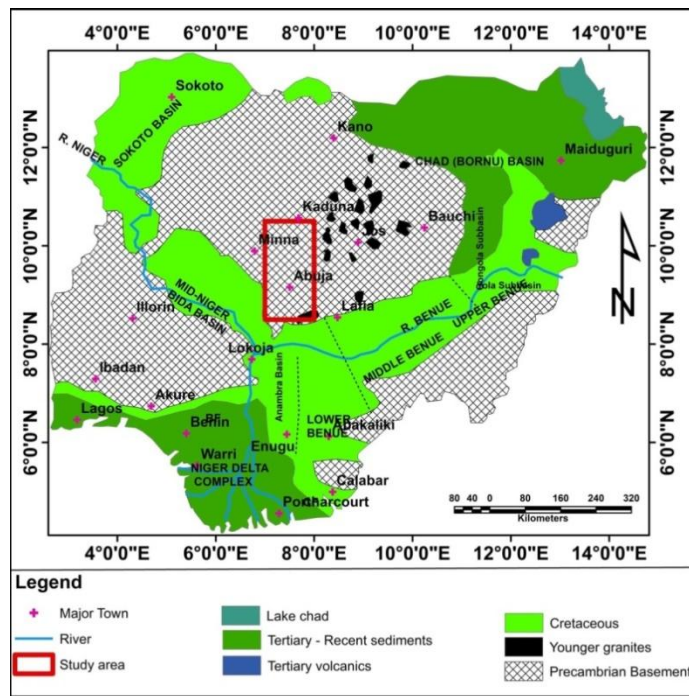 4°0'0"E 6°0'0"E 8°0'0"E 10°0'0"E 12°0'0"E 14°0'0"E
12°0'0"N
10°0'0"N
8°0'0"N
6°0'0"N
Sokoto
SOKOTO BASIN
R. NIGER
Kano
CHAD (BORNU) BASIN
Maiduguri
Kaduna
Jos
Bauchi
Minna
Abuja
Gongola Subbasin
Yola Subbasin
MID-NIGER
BIDA BASIN
Illorin
Lafia
R. BENUE
MIDDLE BENUE
UPPER BENUE
Lokoja
Ibadan
Anambra Basin
Lagos
Akure
Benin
Enugu
LOWER
BENUE
Abakaliki
Warri
NIGER DELTA
COMPLEX
Calabar
Portharcourt
12°0'0"N
10°0'0"N
8°0'0"N
6°0'0"N
N
80 40 0 80 160 240 320
Kilometers
4°0'0"E 6°0'0"E 8°0'0"E 10°0'0"E 12°0'0"E 14°0'0"E
Legend
Major Town
River
Study area
Lake chad
Tertiary - Recent sediments
Tertiary volcanics
Cretaceous
Younger granites
Precambrian Basement